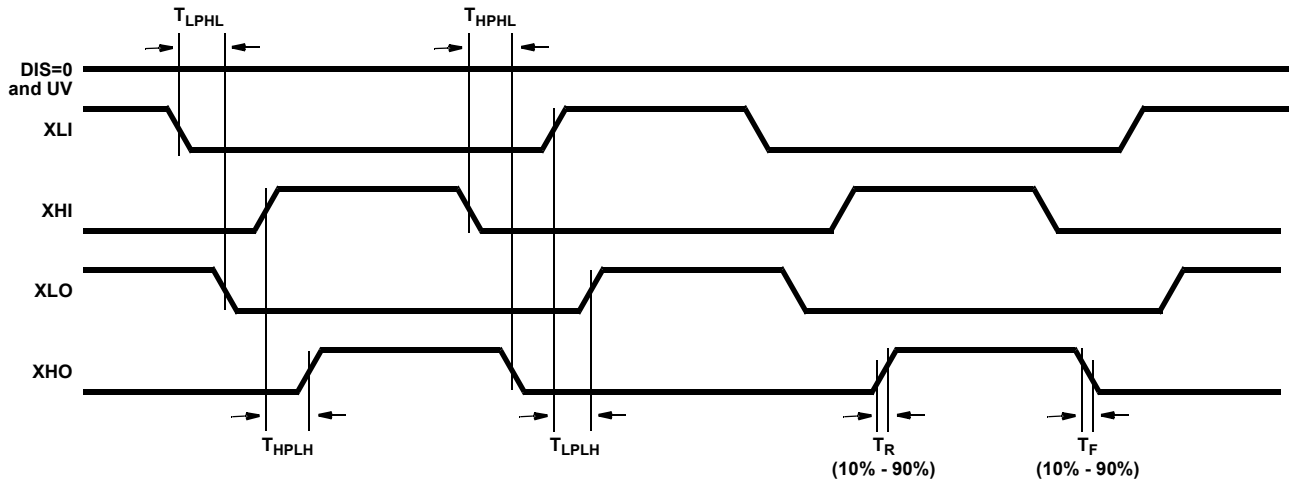 TLPHL
THPHL
DIS=0
and UV
XLI
XHI
XLO
XHO
THPLH
TLPLH
TR
(10% - 90%)
TF
(10% - 90%)